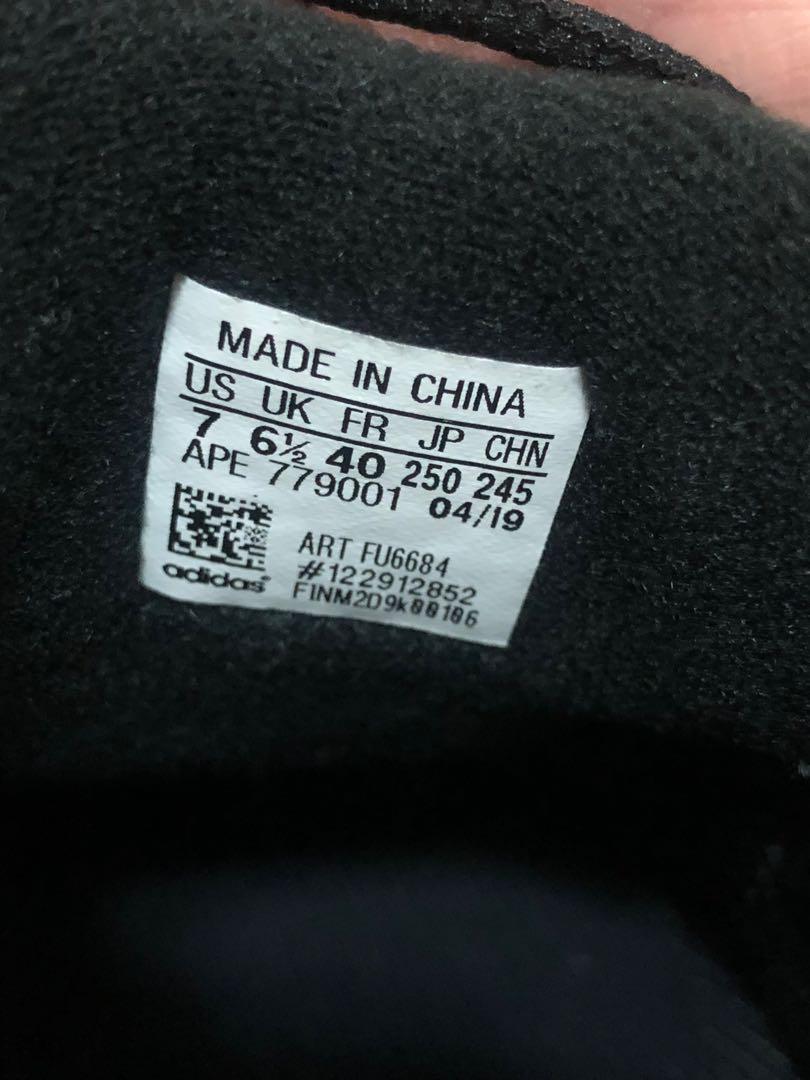 MADE IN CHINA
US UK FR JP CHN
7 6½ 40 250 245
APE 779001 04/19
ART FU6684
#122912852
FINM2D9k00106
adidas